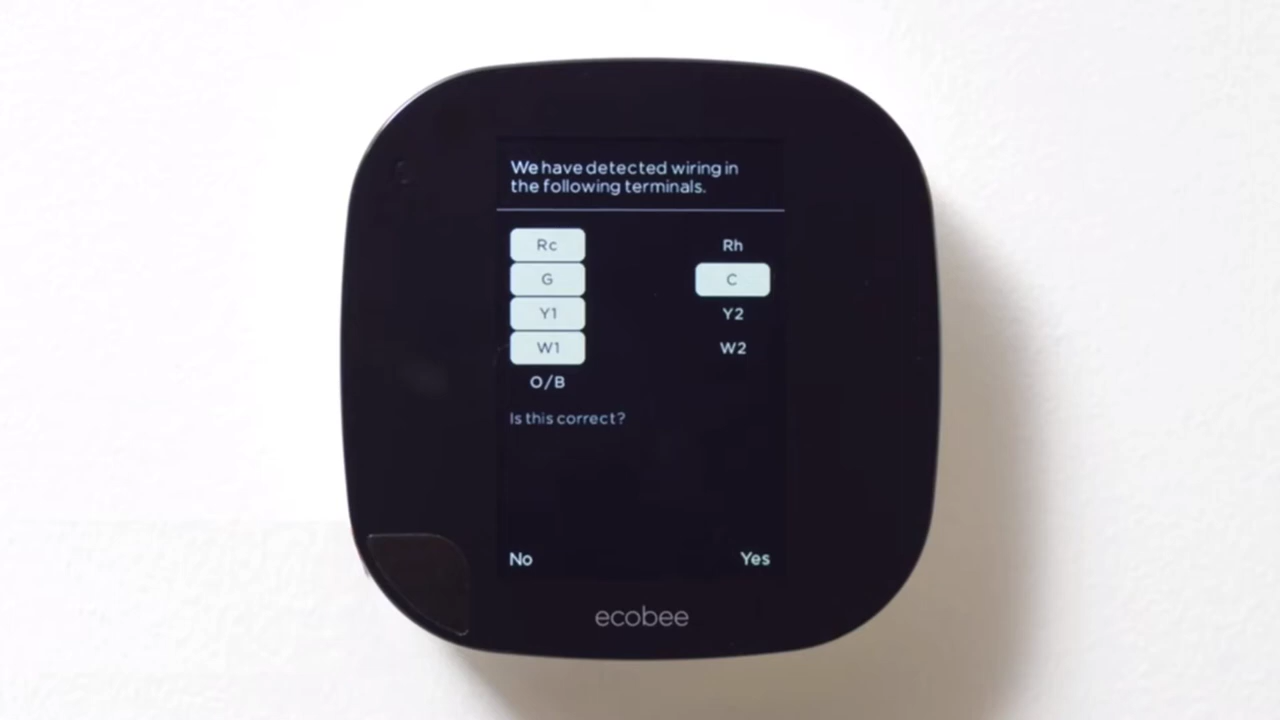 We have detected wiring in
the following terminals.
Rc Rh
G C
Y1 Y2
W1 W2
O/B
Is this correct?
No Yes
ecobee